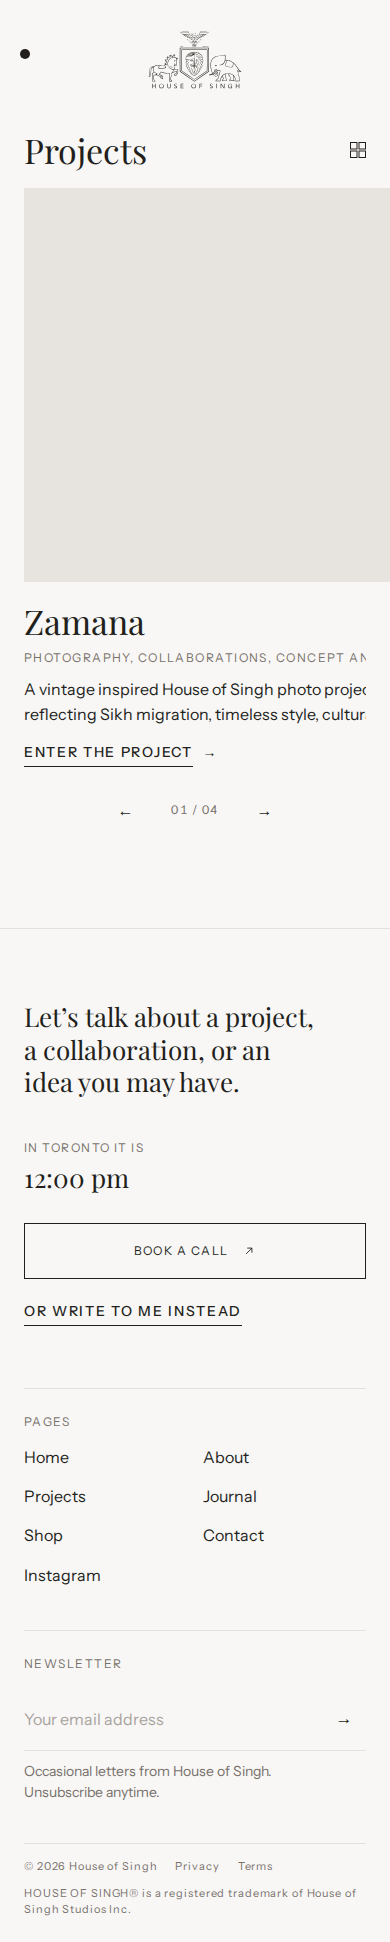 HOUSE OF SINGH
Projects
Zamana
PHOTOGRAPHY, COLLABORATIONS, CONCEPT
A vintage inspired House of Singh photo
reflecting Sikh migration, timeless style,
ENTER THE PROJECT →
← 01 / 04 →
Let’s talk about a project,
a collaboration, or an
idea you may have.
IN TORONTO IT IS
12:00 pm
BOOK A CALL ↗
OR WRITE TO ME INSTEAD
PAGES
Home About
Projects Journal
Shop Contact
Instagram
NEWSLETTER
Your email address →
Occasional letters from House of Singh.
Unsubscribe anytime.
© 2026 House of Singh Privacy Terms
HOUSE OF SINGH® is a registered trademark of House of
Singh Studios Inc.